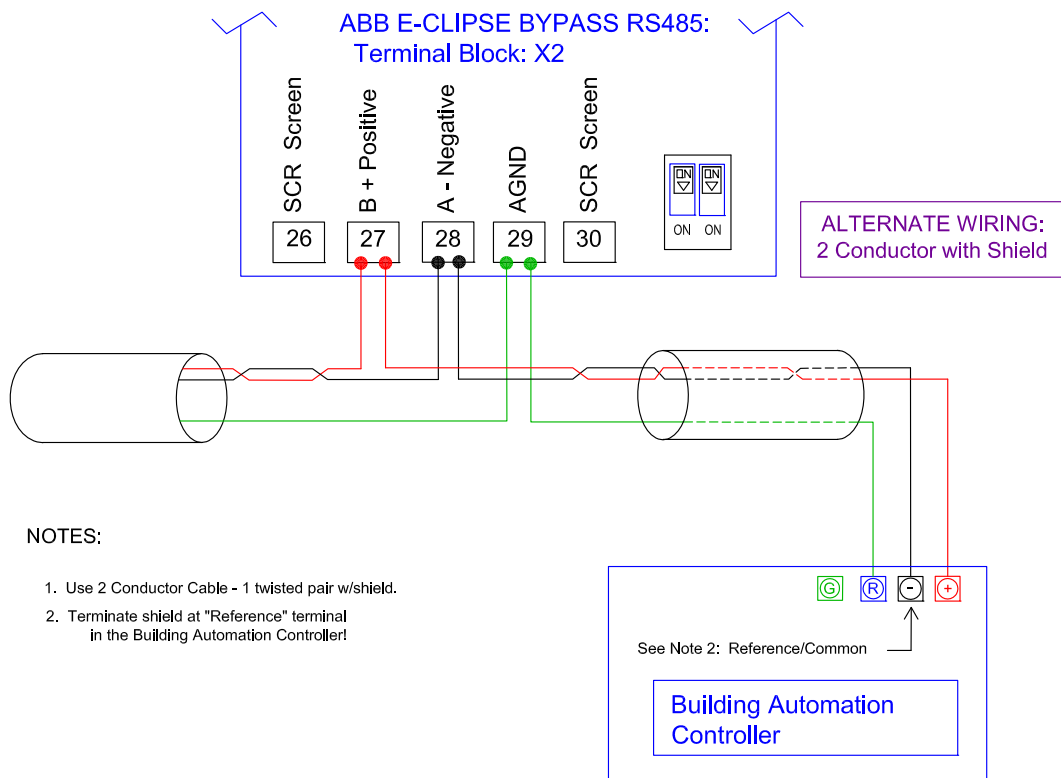 ABB E-CLIPSE BYPASS RS485:
Terminal Block: X2
SCR Screen
B + Positive
A - Negative
AGND
SCR Screen
26
27
28
29
30
ON
ON
ON
ON
ALTERNATE WIRING:
2 Conductor with Shield
NOTES:
1. Use 2 Conductor Cable - 1 twisted pair w/shield.
2. Terminate shield at "Reference" terminal
in the Building Automation Controller!
G
R
-
+
See Note 2: Reference/Common
Building Automation
Controller